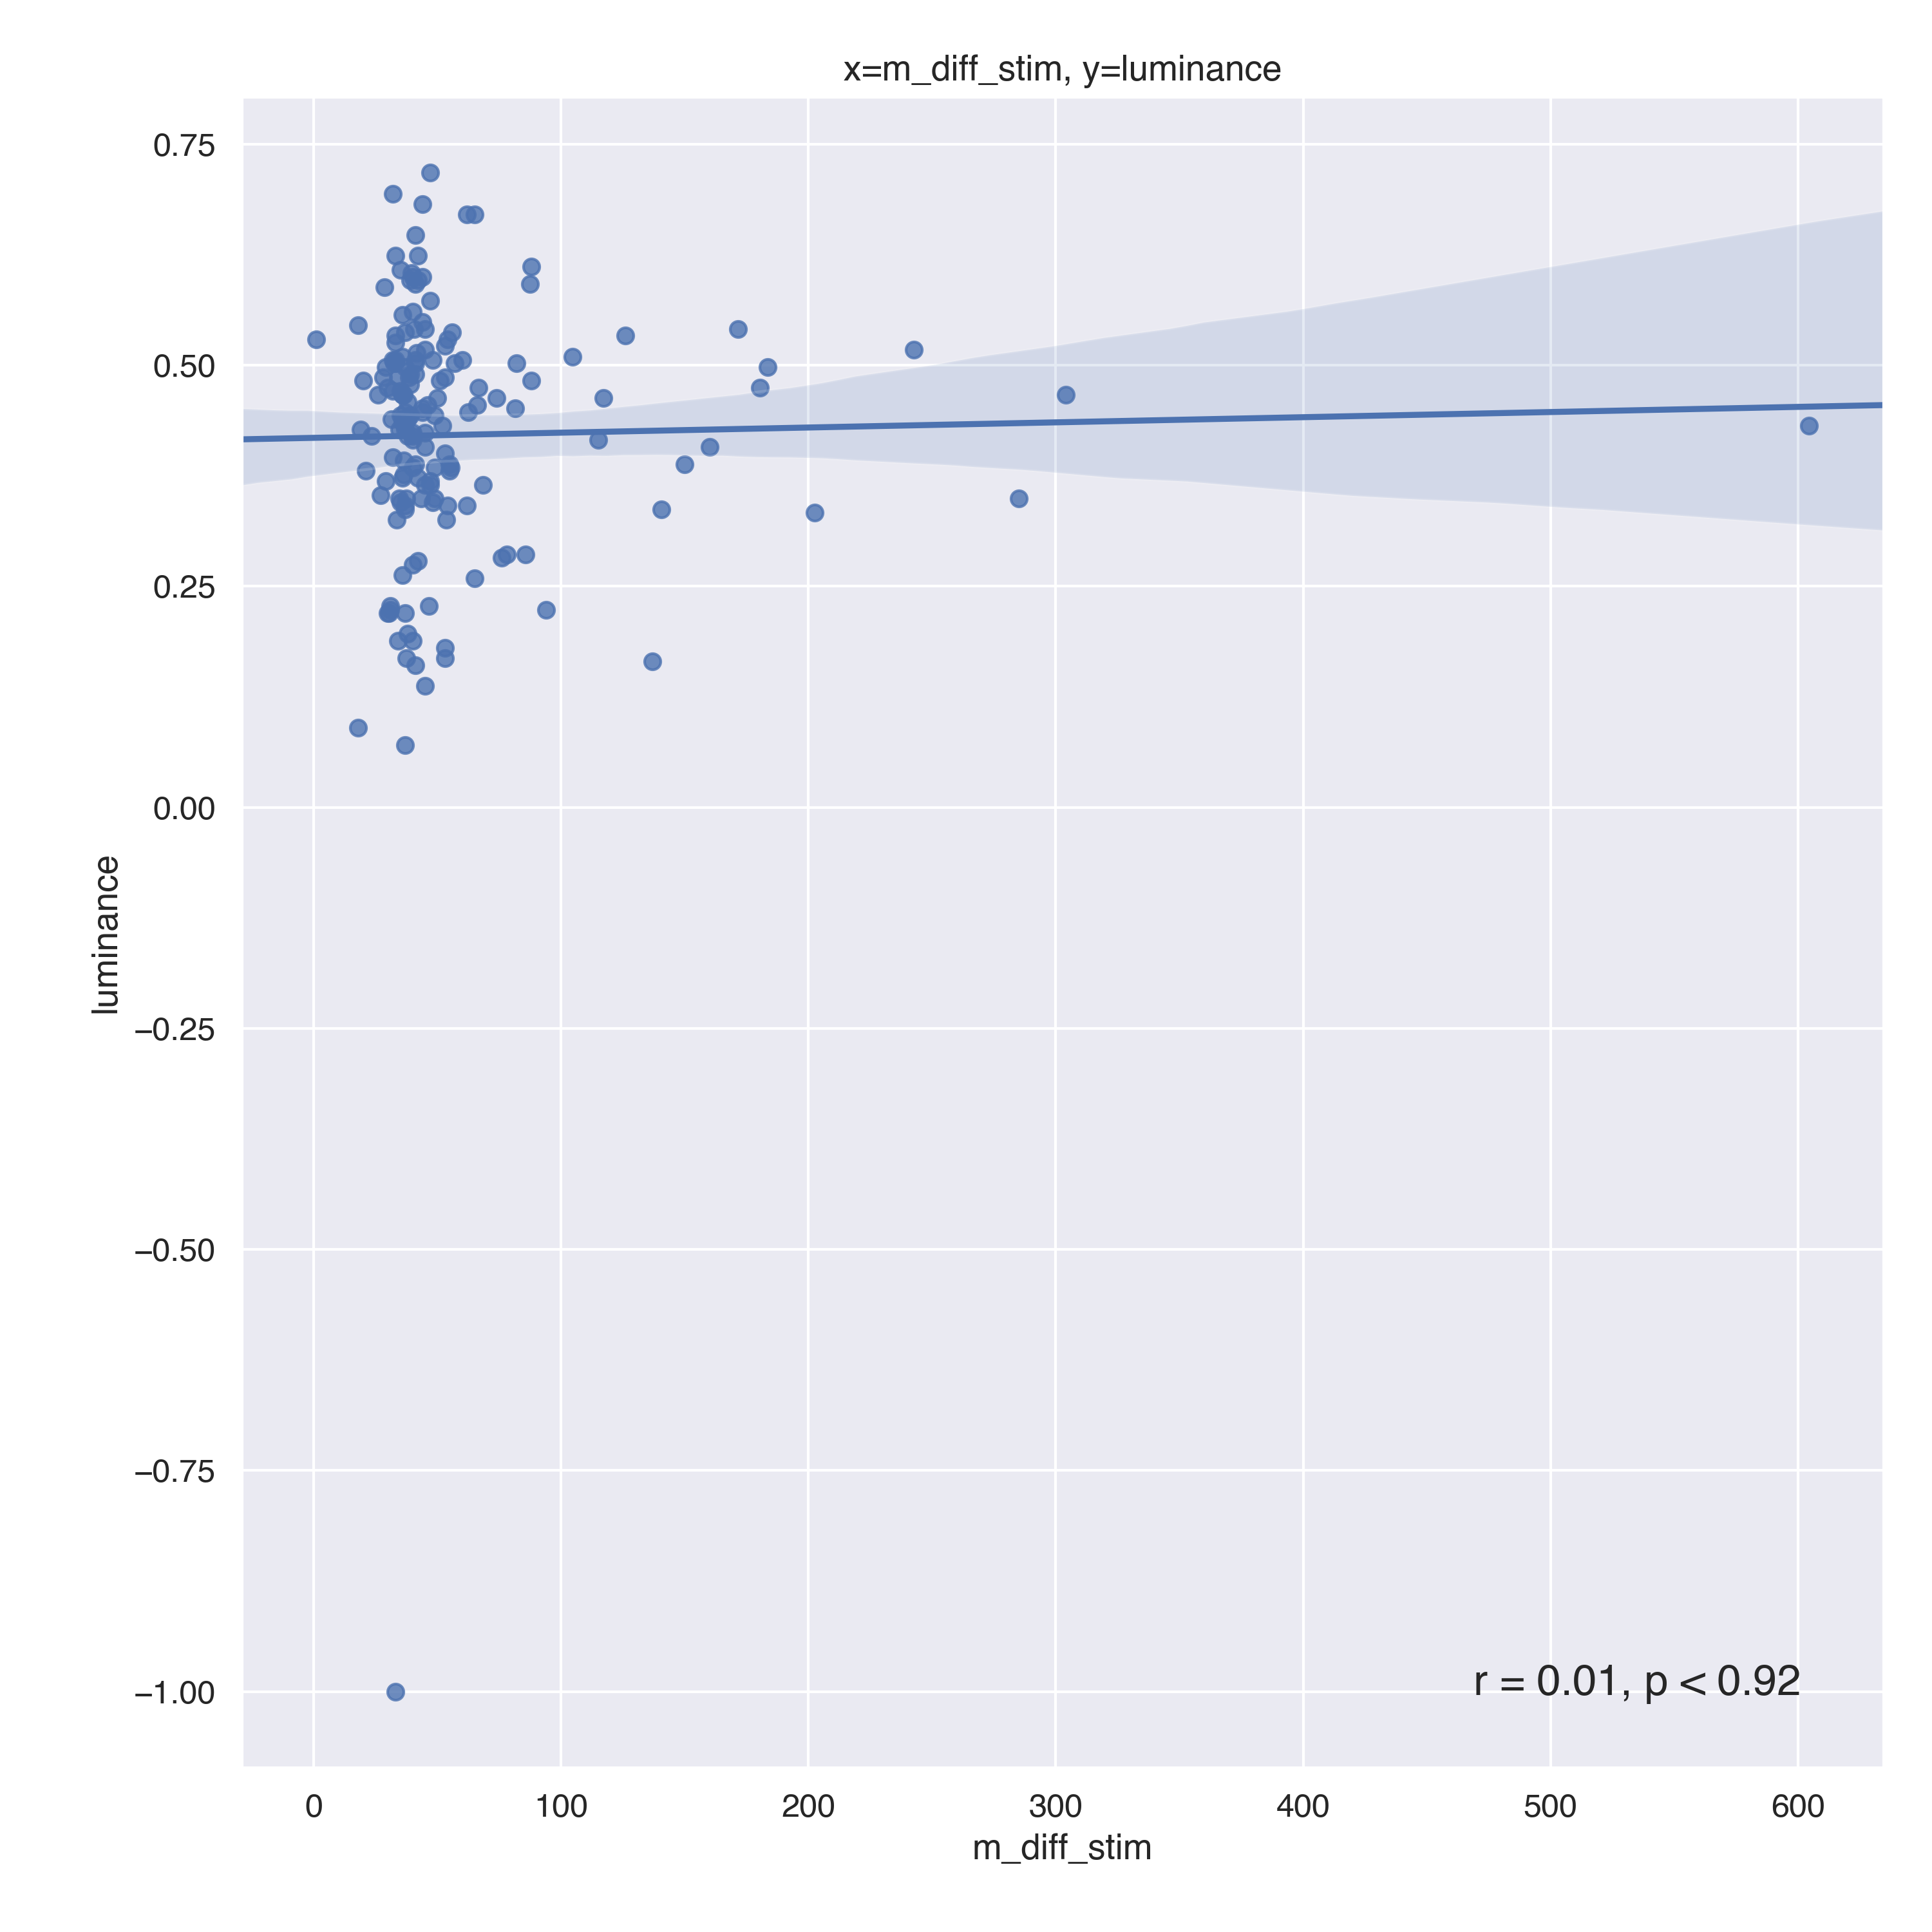 x=m_diff_stim, y=luminance
0.75
0.50
0.25
0.00
−0.25
−0.50
−0.75
−1.00
luminance
r = 0.01, p < 0.92
0 100 200 300 400 500 600
m_diff_stim